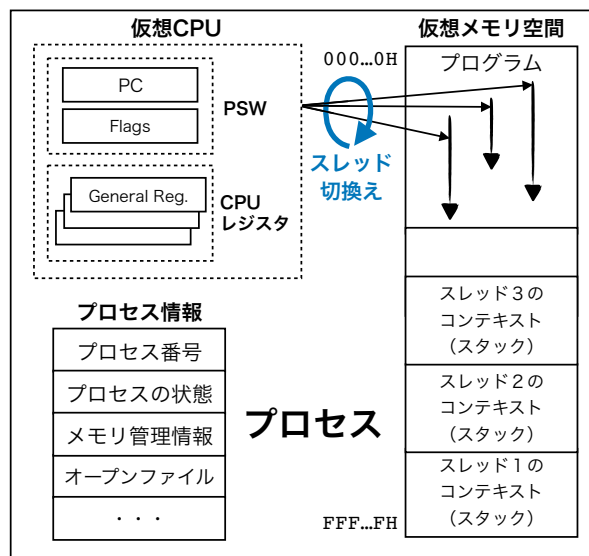 仮想CPU
PC
Flags
PSW
General Reg.
CPU
レジスタ
スレッド
切換え
仮想メモリ空間
000…0H
プログラム
スレッド３の
コンテキスト
（スタック）
スレッド２の
コンテキスト
（スタック）
スレッド１の
コンテキスト
（スタック）
FFF…FH
プロセス情報
プロセス番号
プロセスの状態
メモリ管理情報
オープンファイル
・・・
プロセス